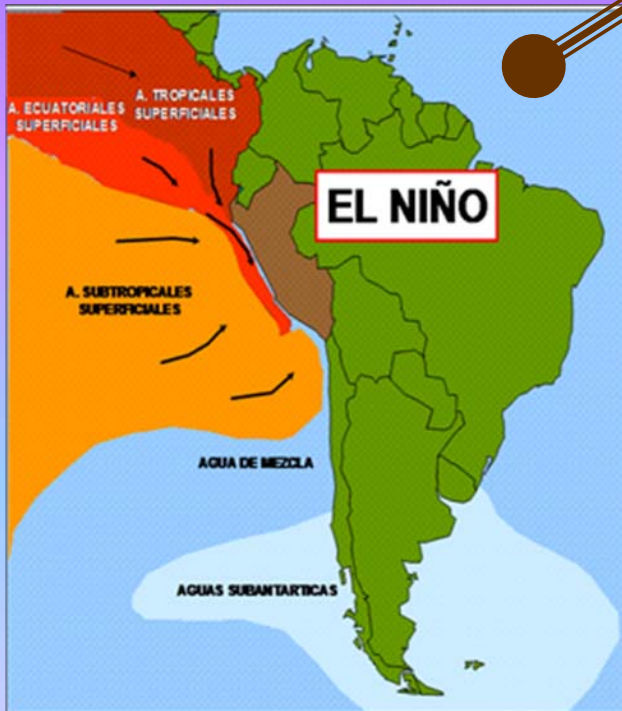 A. TROPICALES
SUPERFICIALES
A. ECUATORIALES
SUPERFICIALES
EL NIÑO
A. SUBTROPICALES
SUPERFICIALES
AGUA DE MEZCLA
AGUAS SUBANTARTICAS